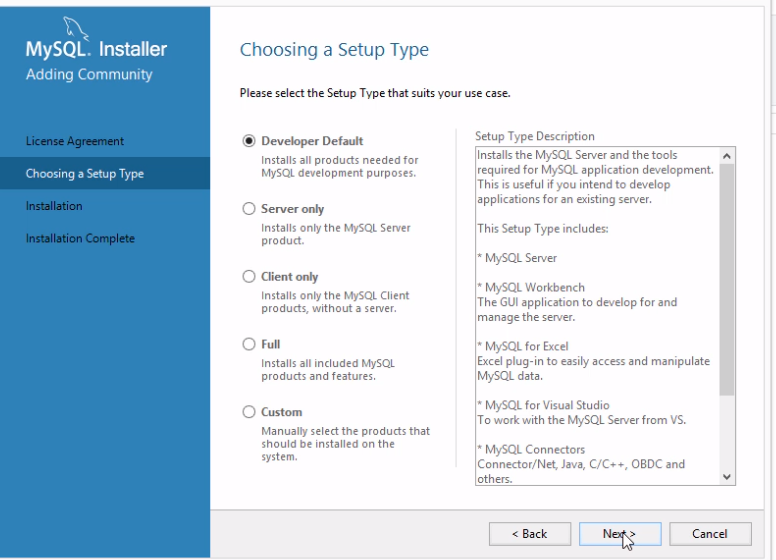 MySQL. Installer
Adding Community
License Agreement
Choosing a Setup Type
Installation
Installation Complete
Choosing a Setup Type
Please select the Setup Type that suits your use case.
Developer Default
Installs all products needed for
MySQL development purposes.
Server only
Installs only the MySQL Server
product.
Client only
Installs only the MySQL Client
products, without a server.
Full
Installs all included MySQL
products and features.
Custom
Manually select the products that
should be installed on the
system.
Setup Type Description
Installs the MySQL Server and the tools
required for MySQL application development.
This is useful if you intend to develop
applications for an existing server.
This Setup Type includes:
* MySQL Server
* MySQL Workbench
The GUI application to develop for and
manage the server.
* MySQL for Excel
Excel plug-in to easily access and manipulate
MySQL data.
* MySQL for Visual Studio
To work with the MySQL Server from VS.
* MySQL Connectors
Connector/Net, Java, C/C++, OBDC and
others.
< Back
Next >
Cancel